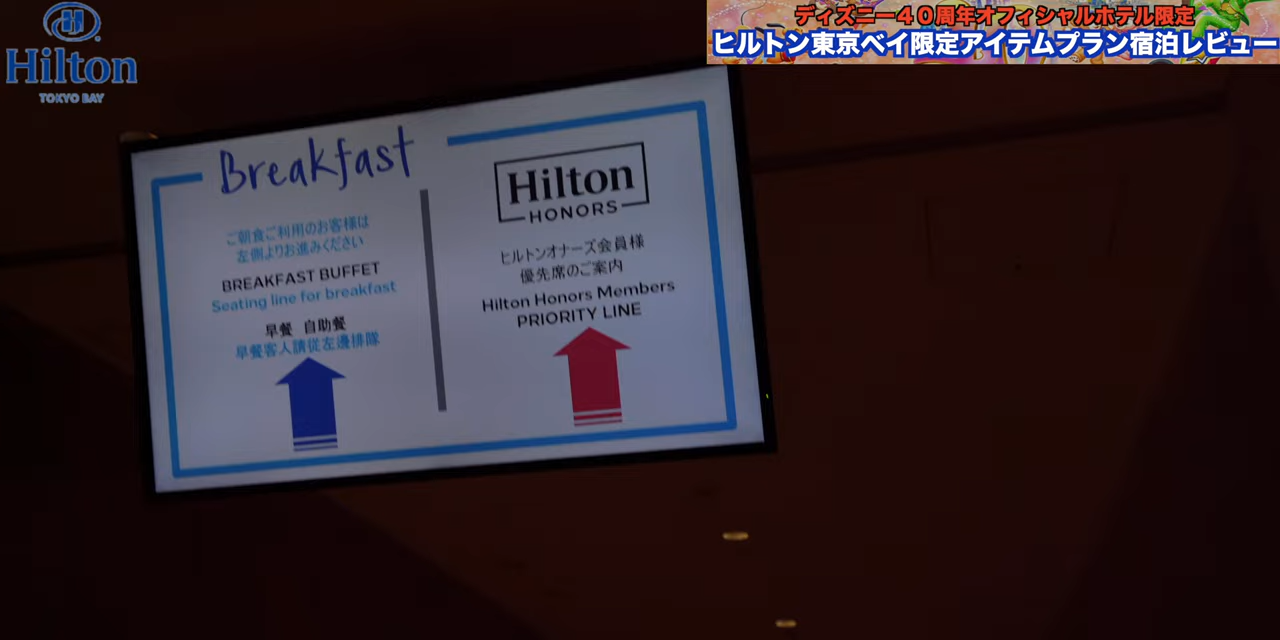 Hilton
TOKYO BAY
ディズニー40周年オフィシャルホテル限定
ヒルトン東京ベイ限定アイテムプラン宿泊レビュー
Breakfast
ご朝食ご利用のお客様は
左側よりお進みください
BREAKFAST BUFFET
Seating line for breakfast
早餐 自助餐
早餐客人請從左邊排隊
Hilton
HONORS
ヒルトンオナーズ会員様
優先席のご案内
Hilton Honors Members
PRIORITY LINE